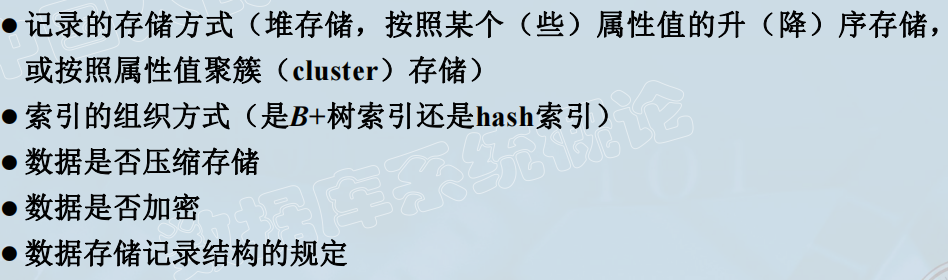 ● 记录的存储方式（堆存储，按照某个（些）属性值的升（降）序存储，
或按照属性值聚簇（cluster）存储）
● 索引的组织方式（是B+树索引还是hash索引）
● 数据是否压缩存储
● 数据是否加密
● 数据存储记录结构的规定
数据库系统概论